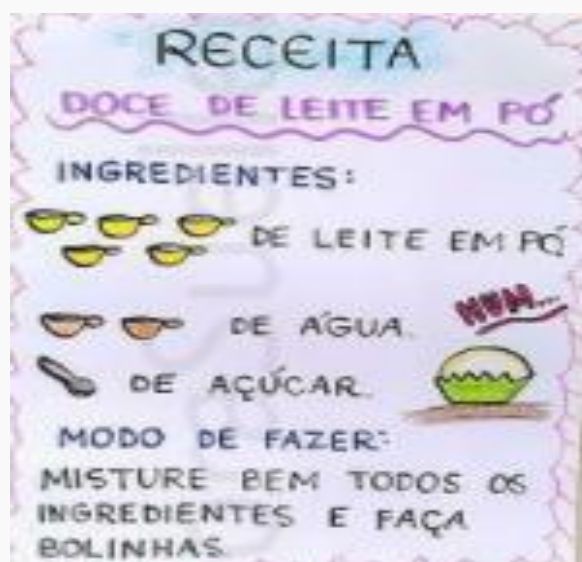 RECEITA
DOCE DE LEITE EM PÓ
INGREDIENTES:
DE LEITE EM PÓ
HUM...
DE ÁGUA.
DE AÇÚCAR.
MODO DE FAZER:
MISTURE BEM TODOS OS
INGREDIENTES E FAÇA
BOLINHAS.